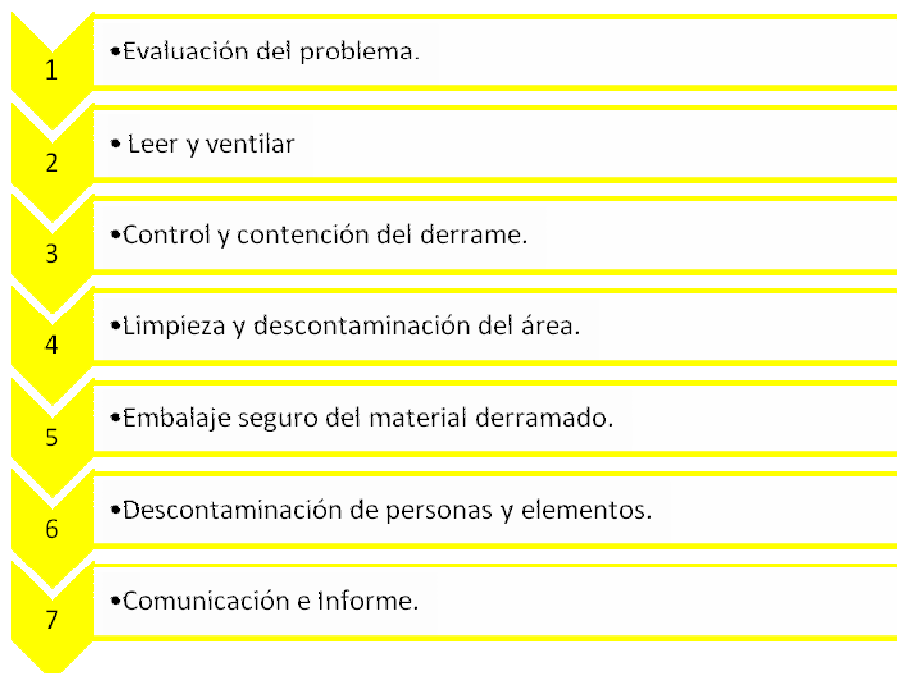 1
•Evaluación del problema.
2
• Leer y ventilar
3
•Control y contención del derrame.
4
•Limpieza y descontaminación del área.
5
•Embalaje seguro del material derramado.
6
•Descontaminación de personas y elementos.
7
•Comunicación e Informe.